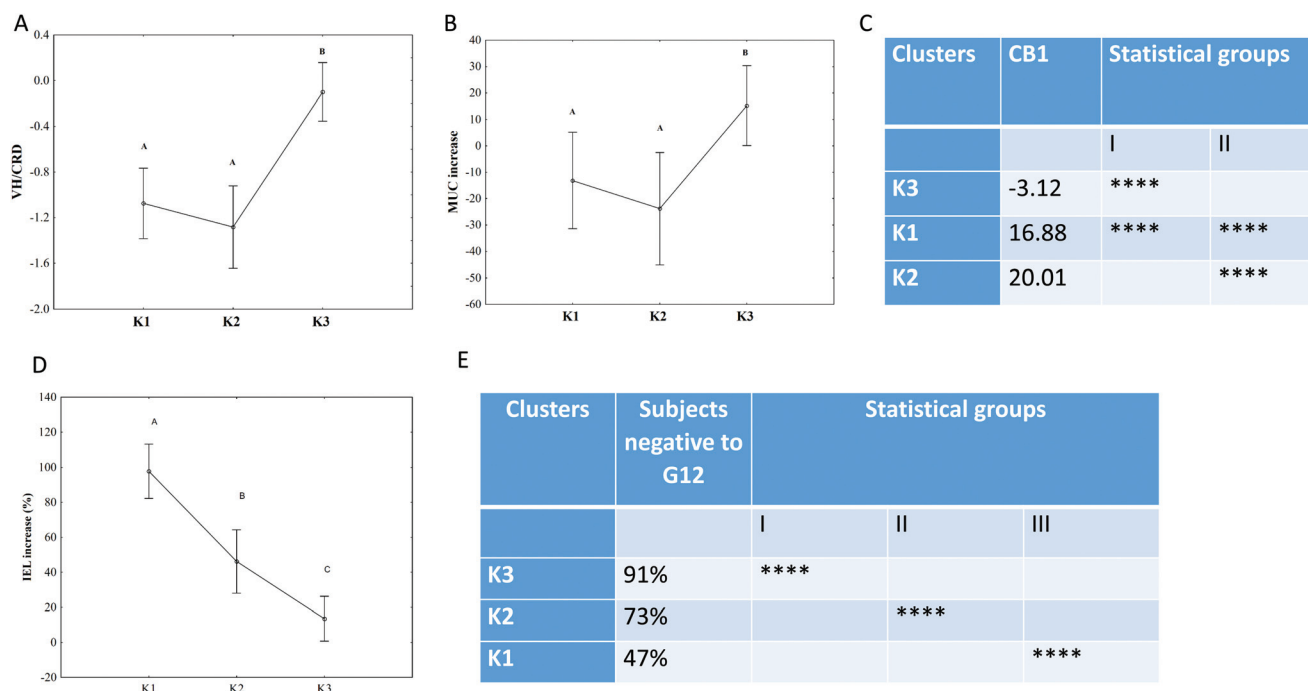 A
VH/CRD
0.4
0.0
-0.4
-0.8
-1.2
-1.6
-2.0
A
A
B
K1 K2 K3
B
MUC increase
40
30
20
10
0
-10
-20
-30
-40
-50
-60
A
A
B
K1 K2 K3
C
Clusters CB1 Statistical groups
I II
K3 -3.12 ****
K1 16.88 **** ****
K2 20.01 ****
D
IEL increase (%)
140
120
100
80
60
40
20
0
-20
A
B
C
K1 K2 K3
E
Clusters Subjects Statistical groups
negative to
G12
I II III
K3 91% ****
K2 73% ****
K1 47% ****